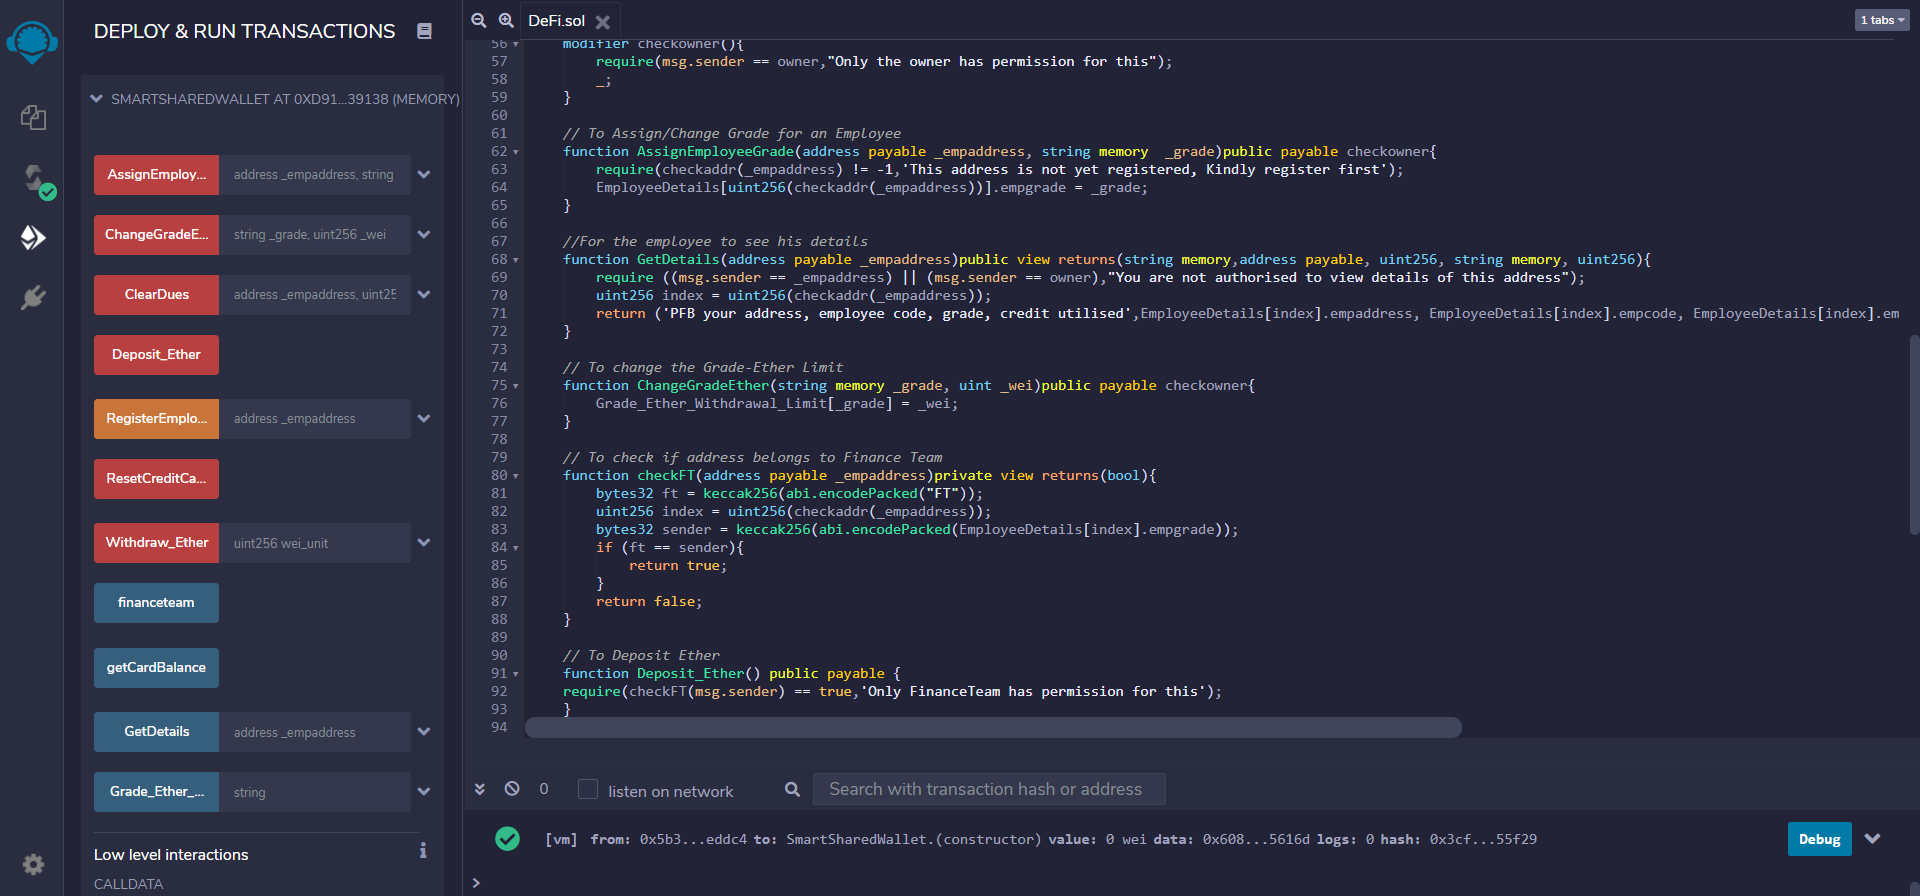 DEPLOY & RUN TRANSACTIONS
SMARTSHAREDWALLET AT 0XD91...39138 (MEMORY)
AssignEmploy... address _empaddress, string
ChangeGradeE... string _grade, uint256 _wei
ClearDues address _empaddress, uint25
Deposit_Ether
RegisterEmplo... address _empaddress
ResetCreditCa...
Withdraw_Ether uint256 wei_unit
financeteam
getCardBalance
GetDetails address _empaddress
Grade_Ether_... string
Low level interactions
CALLDATA
DeFi.sol
1 tabs
56 modifier checkowner(){
57 require(msg.sender == owner,"Only the owner has permission for this");
58 _;
59 }
60
61 // To Assign/Change Grade for an Employee
62 function AssignEmployeeGrade(address payable _empaddress, string memory  _grade)public payable checkowner{
63 require(checkaddr(_empaddress) != -1,'This address is not yet registered, Kindly register first');
64 EmployeeDetails[uint256(checkaddr(_empaddress))].empgrade = _grade;
65 }
66
67 //For the employee to see his details
68 function GetDetails(address payable _empaddress)public view returns(string memory,address payable, uint256, string memory, uint256){
69 require ((msg.sender == _empaddress) || (msg.sender == owner),"You are not authorised to view details of this address");
70 uint256 index = uint256(checkaddr(_empaddress));
71 return ('PFB your address, employee code, grade, credit utilised',EmployeeDetails[index].empaddress, EmployeeDetails[index].empcode, EmployeeDetails[index].em
72 }
73
74 // To change the Grade-Ether Limit
75 function ChangeGradeEther(string memory _grade, uint _wei)public payable checkowner{
76 Grade_Ether_Withdrawal_Limit[_grade] = _wei;
77 }
78
79 // To check if address belongs to Finance Team
80 function checkFT(address payable _empaddress)private view returns(bool){
81 bytes32 ft = keccak256(abi.encodePacked("FT"));
82 uint256 index = uint256(checkaddr(_empaddress));
83 bytes32 sender = keccak256(abi.encodePacked(EmployeeDetails[index].empgrade));
84 if (ft == sender){
85 return true;
86 }
87 return false;
88 }
89
90 // To Deposit Ether
91 function Deposit_Ether() public payable {
92 require(checkFT(msg.sender) == true,'Only FinanceTeam has permission for this');
93 }
94
0 listen on network Search with transaction hash or address
[vm] from: 0x5b3...eddc4 to: SmartSharedWallet.(constructor) value: 0 wei data: 0x608...5616d logs: 0 hash: 0x3cf...55f29 Debug
>